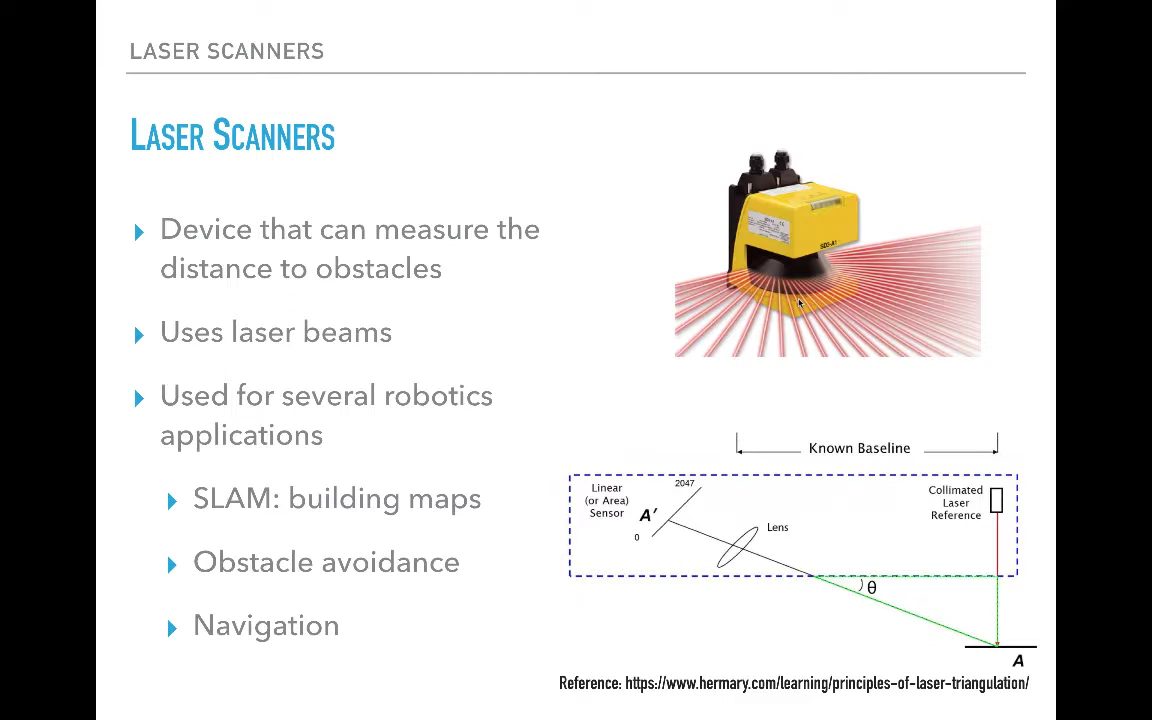 LASER SCANNERS
LASER SCANNERS
Device that can measure the
distance to obstacles
Uses laser beams
Used for several robotics
applications
SLAM: building maps
Obstacle avoidance
Navigation
SD3-A1
Known Baseline
Linear
(or Area)
Sensor
A'
2047
0
Lens
Collimated
Laser
Reference
θ
A
Reference: https://www.hermary.com/learning/principles-of-laser-triangulation/